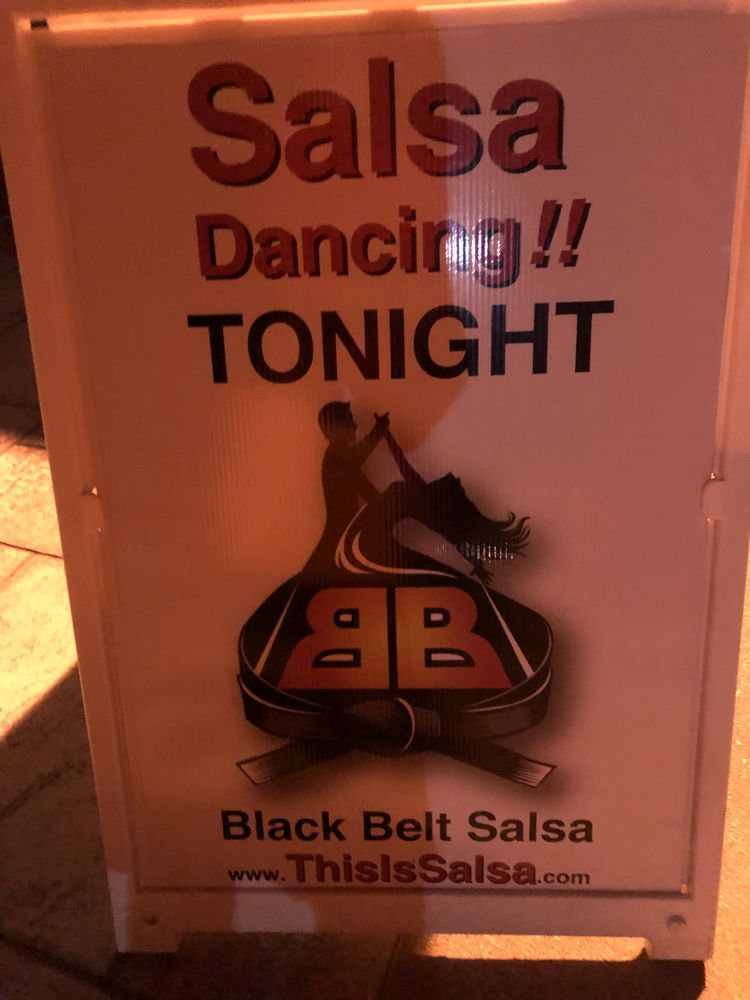 Salsa
Dancing!!
TONIGHT
BB
Black Belt Salsa
www.ThisIsSalsa.com